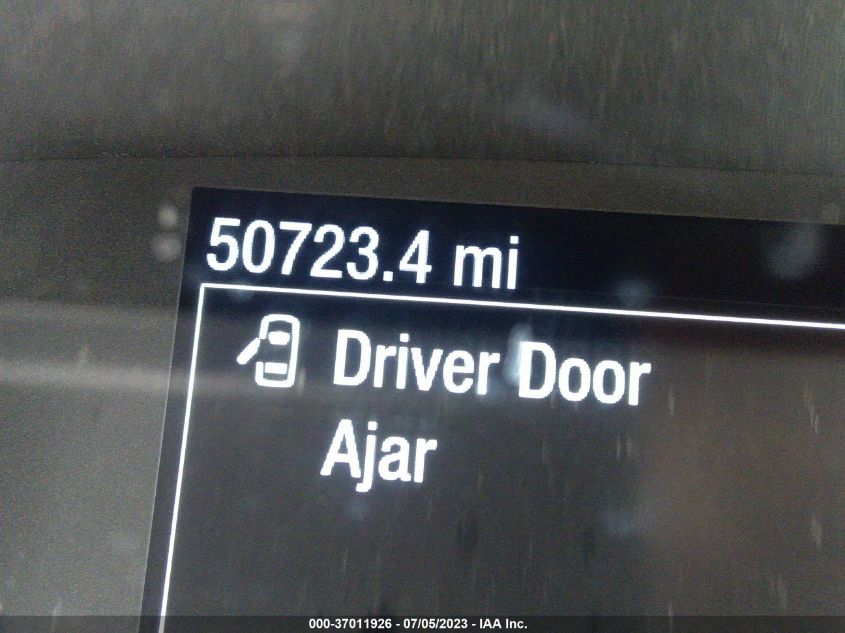 50723.4 mi
Driver Door
Ajar
000-37011926 - 07/05/2023 - IAA Inc.